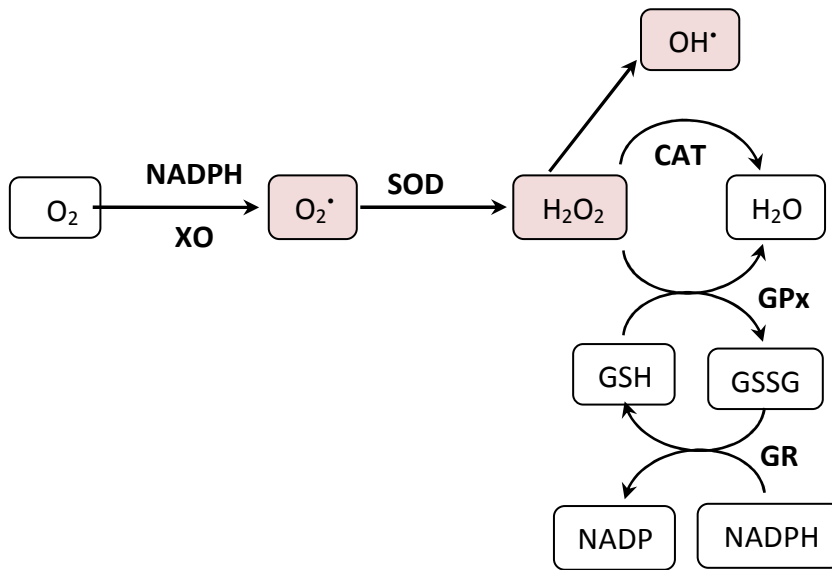 OH•
CAT
NADPH
SOD
O₂
O₂•
H₂O₂
H₂O
XO
GPx
GSH
GSSG
GR
NADP
NADPH